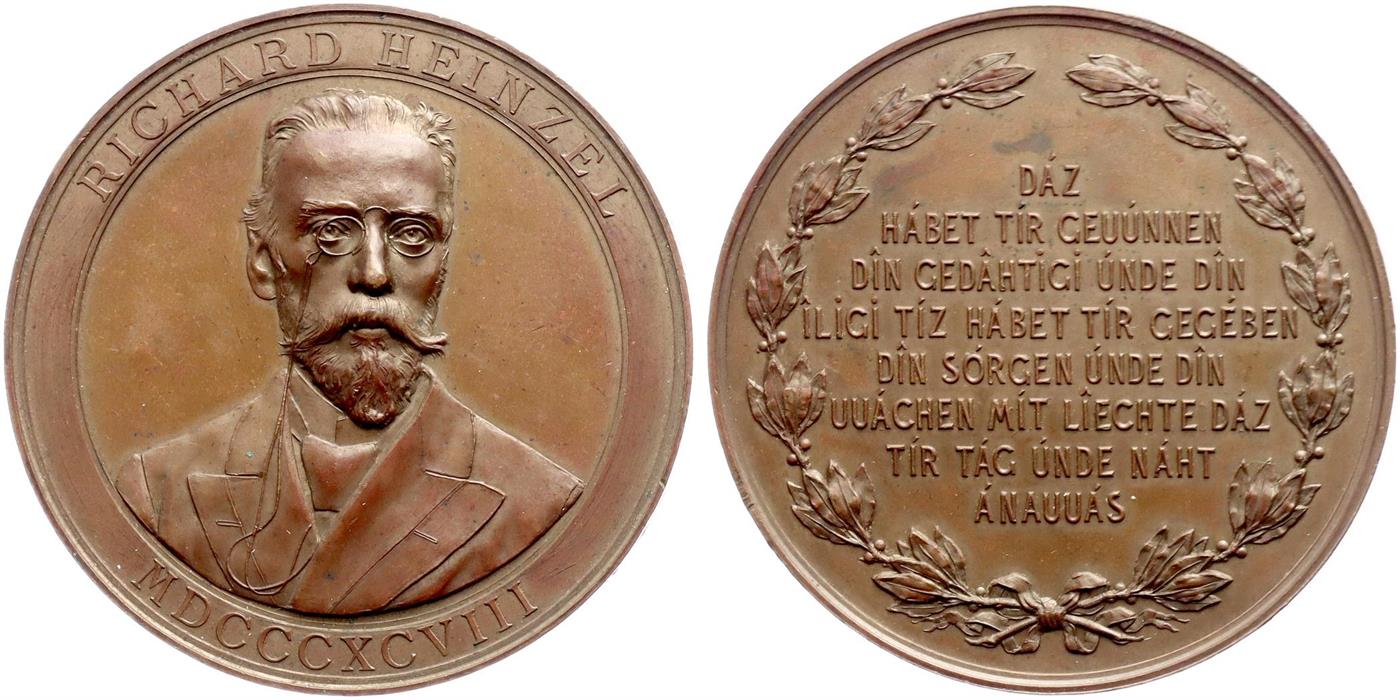 RICHARD HEINZEL
MDCCCXCVIII
DÁZ
HÁBET TÍR GEUÚNNEN
DÎN GEDÂHTIGI ÚNDE DÎN
ÎLIGI TÍZ HÁBET TÍR GEGÉBEN
DÎN SÓRGEN ÚNDE DÎN
UUÁCHEN MÍT LÎECHTE DÁZ
TÍR TÁG ÚNDE NÁHT
ÁNAUUÁS